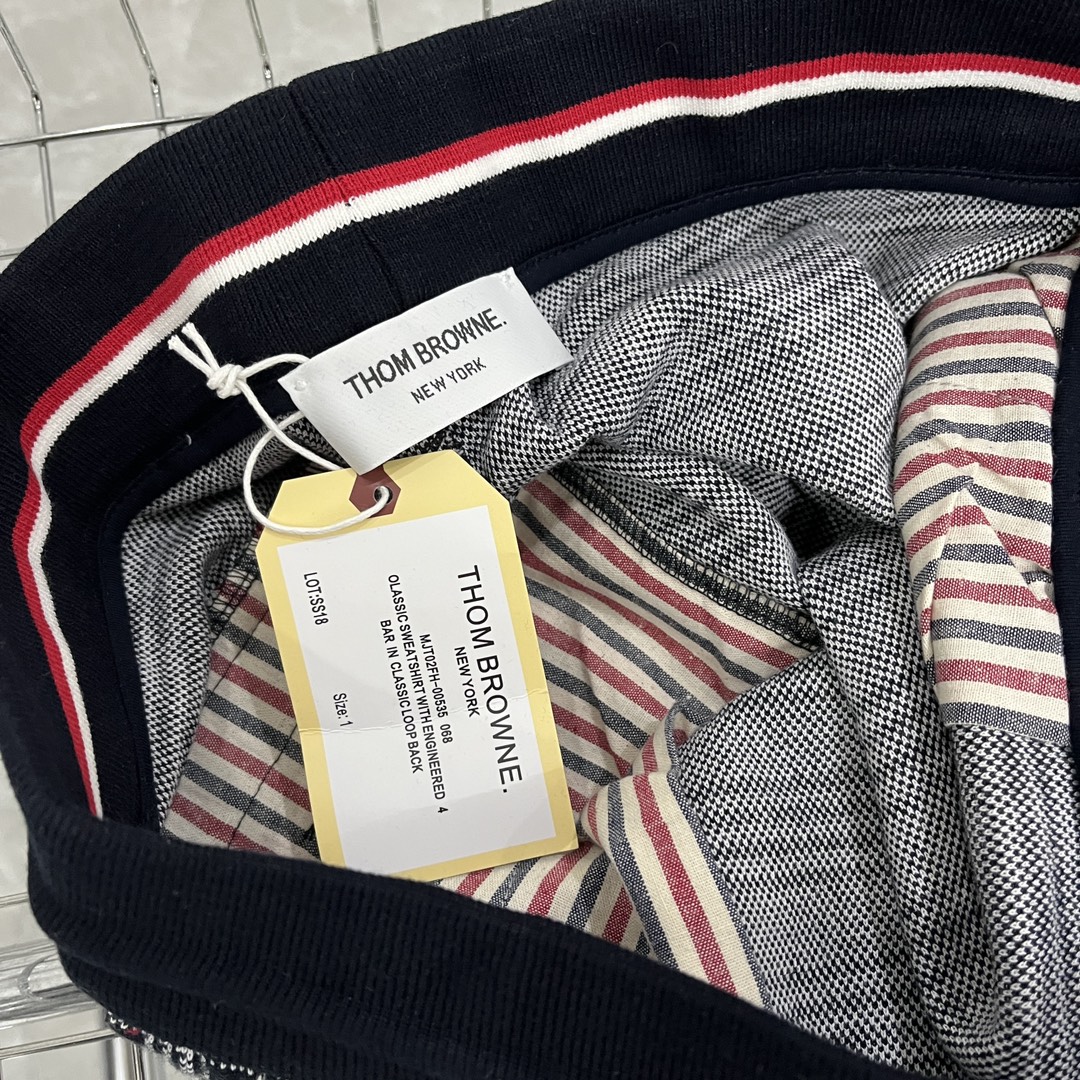 THOM BROWNE.
NEW YORK
THOM BROWNE.
NEW YORK
MJT02FH-00535 068
OLASSIC SWEATSHIRT WITH ENGINEERED 4
BAR IN CLASSIC LOOP BACK
LOT:SS18
Size:1